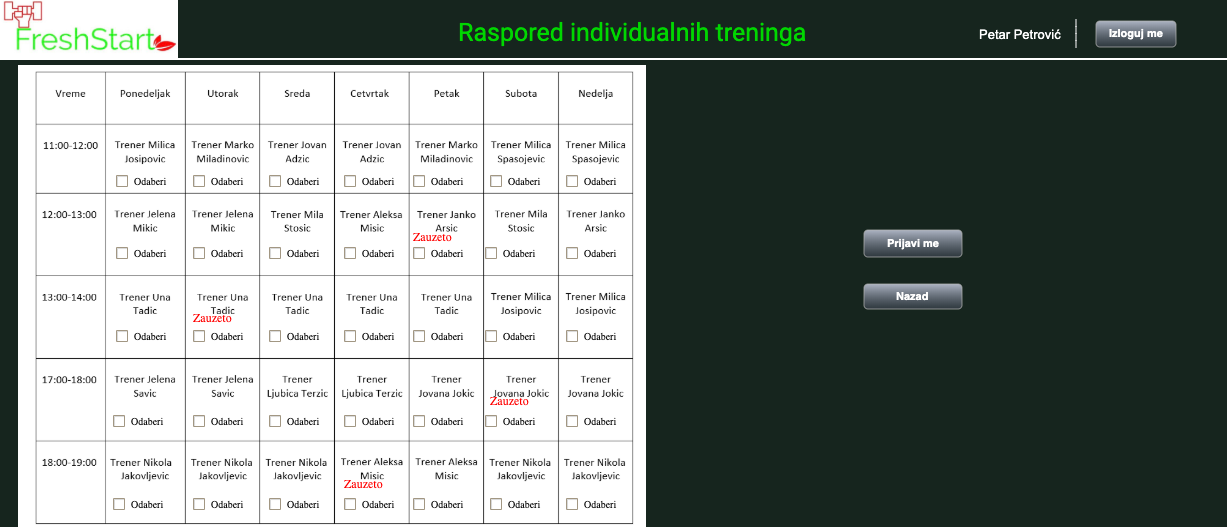 FreshStart
Raspored individualnih treninga
Petar Petrović
Izloguj me
Vreme Ponedeljak Utorak Sreda Cetvrtak Petak Subota Nedelja
11:00-12:00 Trener Milica Trener Marko Trener Jovan Trener Jovan Trener Marko Trener Milica Trener Milica
Josipovic Miladinovic Adzic Adzic Miladinovic Spasojevic Spasojevic
Odaberi Odaberi Odaberi Odaberi Odaberi Odaberi Odaberi
12:00-13:00 Trener Jelena Trener Jelena Trener Mila Trener Aleksa Trener Janko Trener Mila Trener Janko
Mikic Mikic Stosic Misic Arsic Stosic Arsic
Zauzeto
Odaberi Odaberi Odaberi Odaberi Odaberi Odaberi Odaberi
13:00-14:00 Trener Una Trener Una Trener Una Trener Una Trener Una Trener Milica Trener Milica
Tadic Tadic Tadic Tadic Tadic Josipovic Josipovic
Zauzeto
Odaberi Odaberi Odaberi Odaberi Odaberi Odaberi Odaberi
17:00-18:00 Trener Jelena Trener Jelena Trener Trener Trener Trener Trener
Savic Savic Ljubica Terzic Ljubica Terzic Jovana Jokic Jovana Jokic Jovana Jokic
Zauzeto
Odaberi Odaberi Odaberi Odaberi Odaberi Odaberi Odaberi
18:00-19:00 Trener Nikola Trener Nikola Trener Nikola Trener Aleksa Trener Aleksa Trener Nikola Trener Nikola
Jakovljevic Jakovljevic Jakovljevic Misic Misic Jakovljevic Jakovljevic
Zauzeto
Odaberi Odaberi Odaberi Odaberi Odaberi Odaberi Odaberi
Prijavi me
Nazad